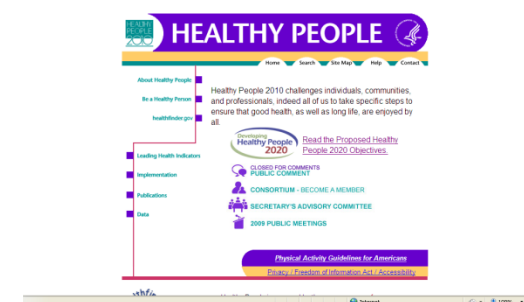 HEALTHY PEOPLE 2010
HEALTHY PEOPLE
Home Search Site Map Help Contact
About Healthy People
Be a Healthy Person
healthfinder.gov
Leading Health Indicators
Implementation
Publications
Data
Healthy People 2010 challenges individuals, communities,
and professionals, indeed all of us to take specific steps to
ensure that good health, as well as long life, are enjoyed by
all.
Developing
Healthy People
2020
Read the Proposed Healthy
People 2020 Objectives.
CLOSED FOR COMMENTS
PUBLIC COMMENT
CONSORTIUM - BECOME A MEMBER
SECRETARY'S ADVISORY COMMITTEE
2009 PUBLIC MEETINGS
Physical Activity Guidelines for Americans
Privacy / Freedom of Information Act / Accessibility
Internet